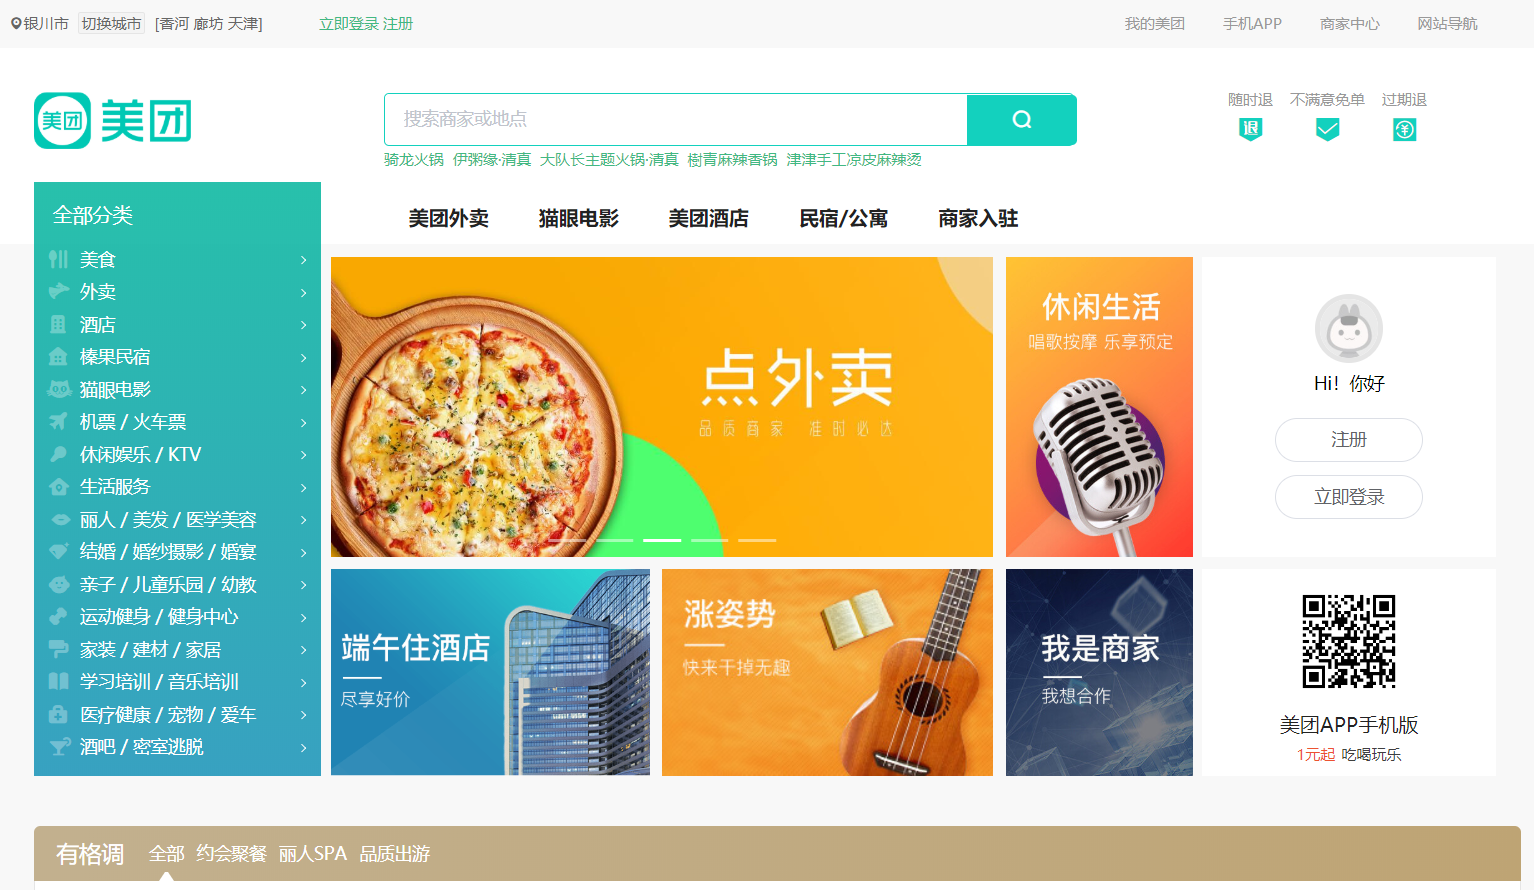 银川市 切换城市 [香河 廊坊 天津] 立即登录 注册 我的美团 手机APP 商家中心 网站导航
美团 美团
搜索商家或地点
随时退 不满意免单 过期退
退
骑龙火锅 伊粥缘·清真 大队长主题火锅·清真 樹青麻辣香锅 津津手工凉皮麻辣烫
全部分类
美团外卖 猫眼电影 美团酒店 民宿/公寓 商家入驻
美食
外卖
酒店
榛果民宿
猫眼电影
机票 / 火车票
休闲娱乐 / KTV
生活服务
丽人 / 美发 / 医学美容
结婚 / 婚纱摄影 / 婚宴
亲子 / 儿童乐园 / 幼教
运动健身 / 健身中心
家装 / 建材 / 家居
学习培训 / 音乐培训
医疗健康 / 宠物 / 爱车
酒吧 / 密室逃脱
点外卖
品质商家 准时必达
休闲生活
唱歌按摩 乐享预定
Hi！你好
注册
立即登录
端午住酒店
尽享好价
涨姿势
快来干掉无趣
我是商家
我想合作
美团APP手机版
1元起 吃喝玩乐
有格调 全部 约会聚餐 丽人SPA 品质出游